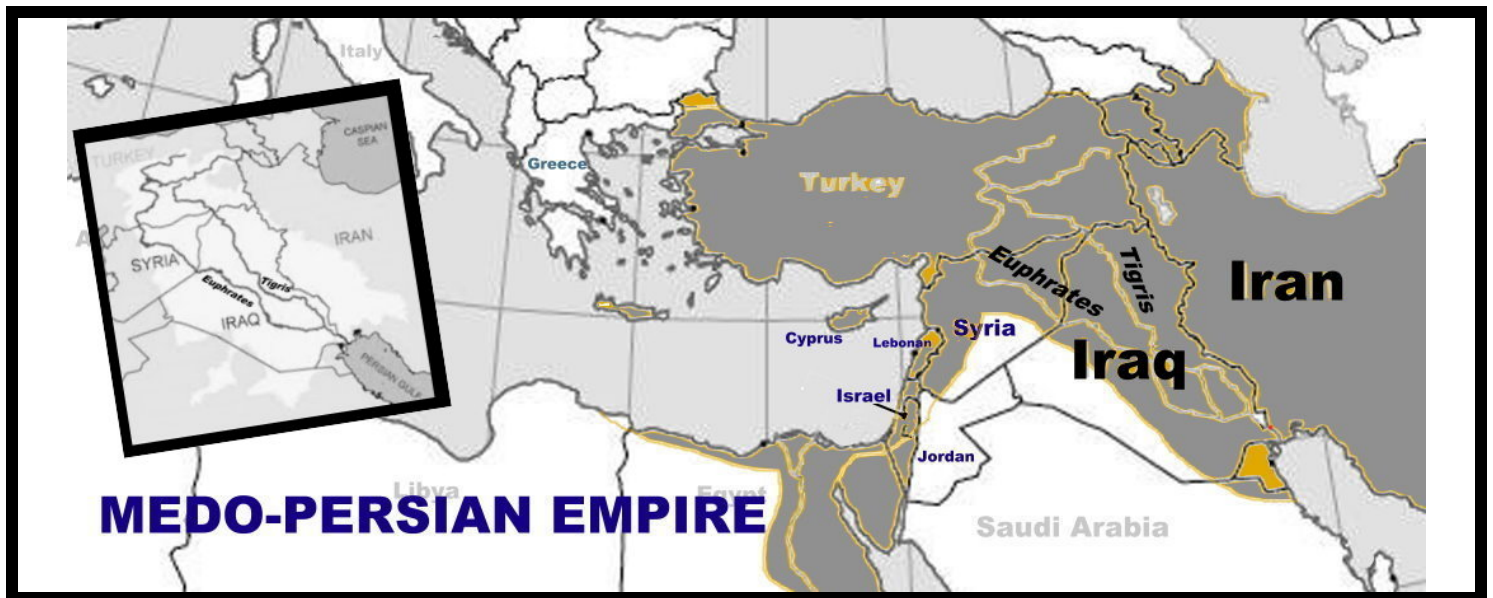 Italy
CASPIAN
SEA
TURKEY
Greece
Turkey
IRAN
SYRIA
Euphrates
Tigris
IRAQ
PERSIAN GULF
Euphrates
Tigris
Iran
Cyprus
Lebonan
Syria
Iraq
Israel
Jordan
Libya
Egypt
MEDO-PERSIAN EMPIRE
Saudi Arabia